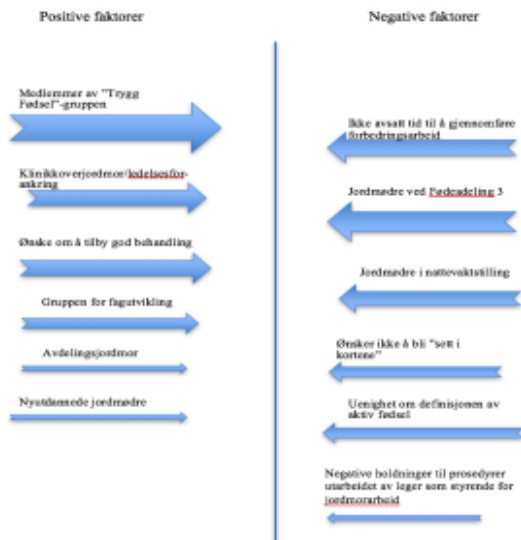 Positive faktorer
Negative faktorer
Medlemmer av "Trygg
Fødsel"-gruppen
Klinikkoverjordmor/ledelsesfor-
ankring
Ønske om å tilby god behandling
Gruppen for fagutvikling
Avdelingsjordmor
Nyutdannede jordmødre
Ikke avsatt tid til å gjennomføre
forbedringsarbeid
Jordmødre ved Fødeadeling 3
Jordmødre i nattevaktstilling
Ønsker ikke å bli "sett i
kortene"
Uenighet om definisjonen av
aktiv fødsel
Negative holdninger til prosedyrer
utarbeidet av leger som styrende for
jordmorarbeid